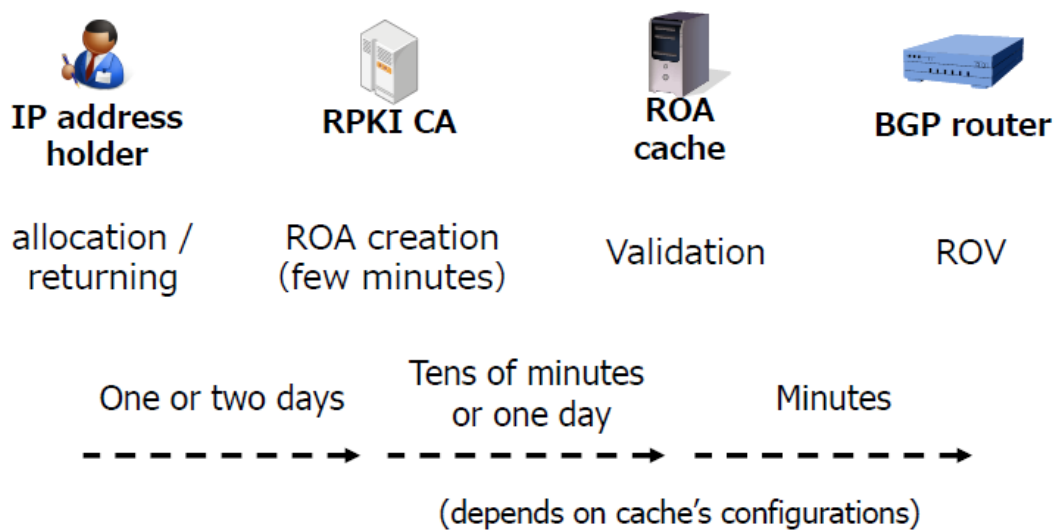 IP address
holder
RPKI CA
ROA
cache
BGP router
allocation /
returning
ROA creation
(few minutes)
Validation
ROV
One or two days
Tens of minutes
or one day
Minutes
(depends on cache's configurations)